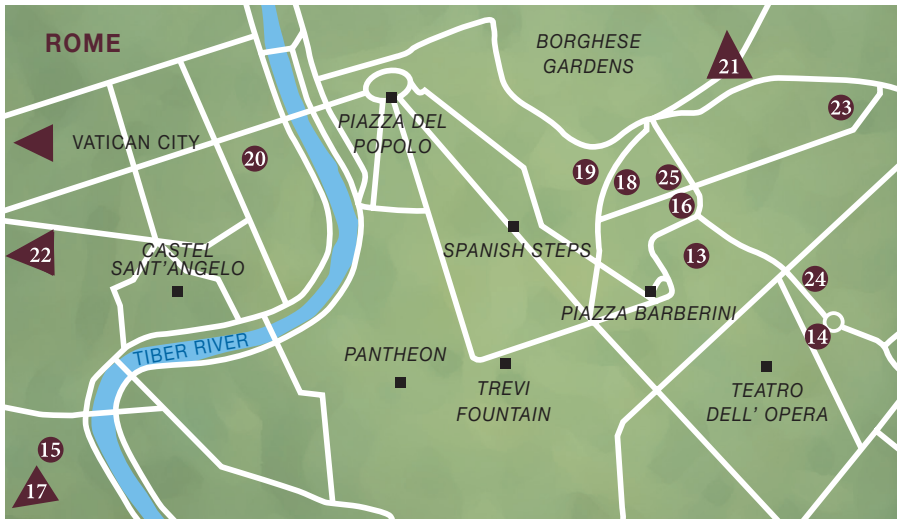 ROME
BORGHESE
GARDENS
21
23
PIAZZA DEL
POPOLO
VATICAN CITY
20
19
18
25
16
22
CASTEL
SANT'ANGELO
SPANISH STEPS
13
24
PIAZZA BARBERINI
14
TIBER RIVER
PANTHEON
TREVI
FOUNTAIN
TEATRO
DELL' OPERA
15
17